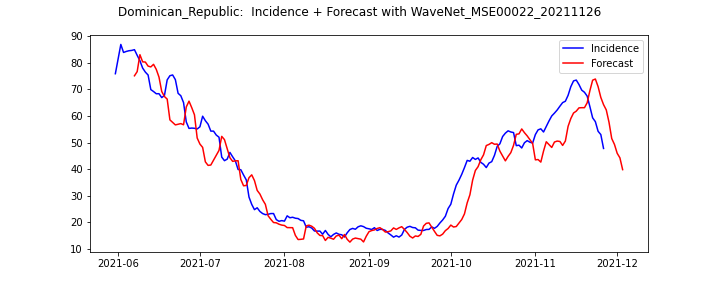 Dominican_Republic:  Incidence + Forecast with WaveNet_MSE00022_20211126
90
80
70
60
50
40
30
20
10
Incidence
Forecast
2021-06 2021-07 2021-08 2021-09 2021-10 2021-11 2021-12